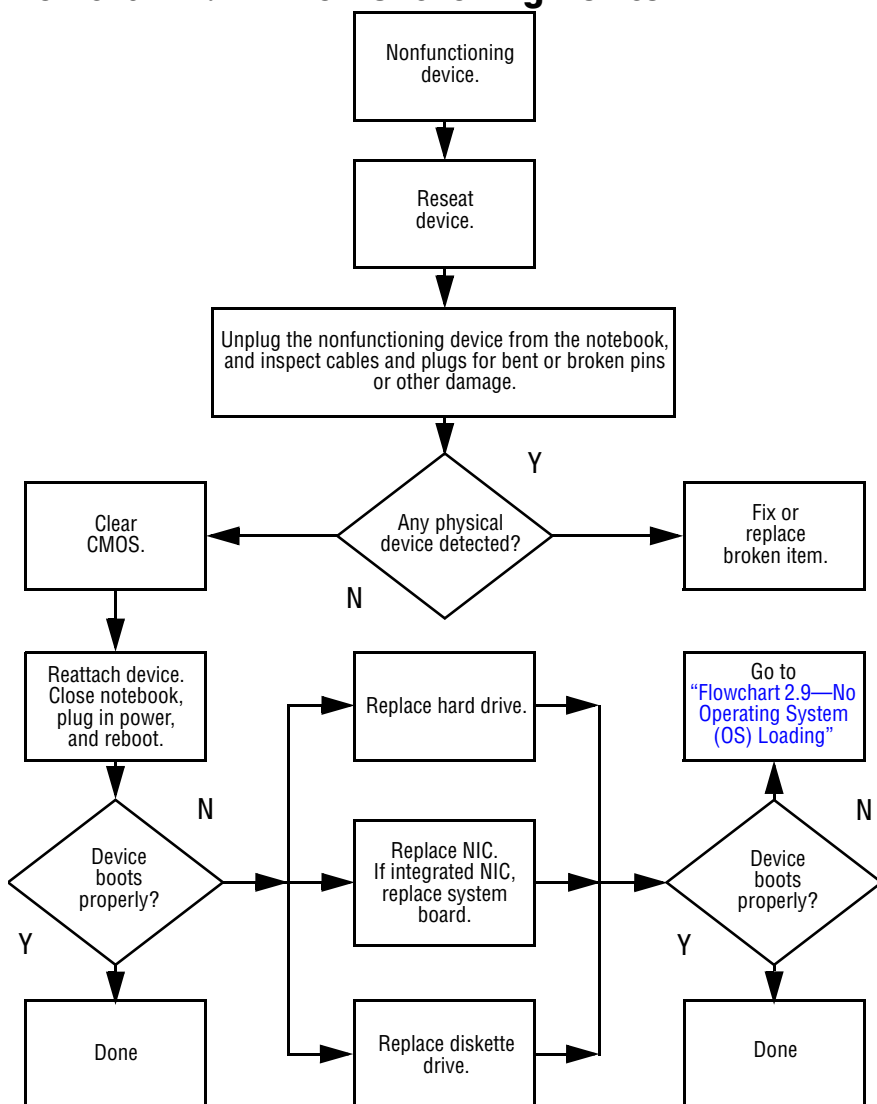 Nonfunctioning
device.
Reseat
device.
Unplug the nonfunctioning device from the notebook,
and inspect cables and plugs for bent or broken pins
or other damage.
Y
Any physical
device detected?
N
Clear
CMOS.
Fix or
replace
broken item.
Reattach device.
Close notebook,
plug in power,
and reboot.
Replace hard drive.
Go to
“Flowchart 2.9—No
Operating System
(OS) Loading”
N
Device
boots
properly?
Y
Replace NIC.
If integrated NIC,
replace system
board.
N
Device
boots
properly?
Y
Done
Replace diskette
drive.
Done